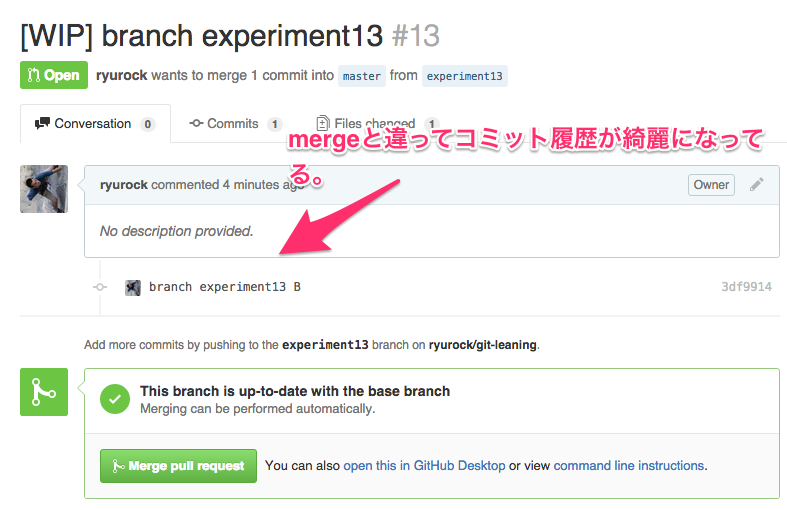 [WIP] branch experiment13 #13
Open ryurock wants to merge 1 commit into master from experiment13
Conversation 0 Commits 1 Files changed 1
mergeと違ってコミット履歴が綺麗になって
る。
ryurock commented 4 minutes ago Owner
No description provided.
branch experiment13 B 3df9914
Add more commits by pushing to the experiment13 branch on ryurock/git-leaning.
This branch is up-to-date with the base branch
Merging can be performed automatically.
Merge pull request You can also open this in GitHub Desktop or view command line instructions.